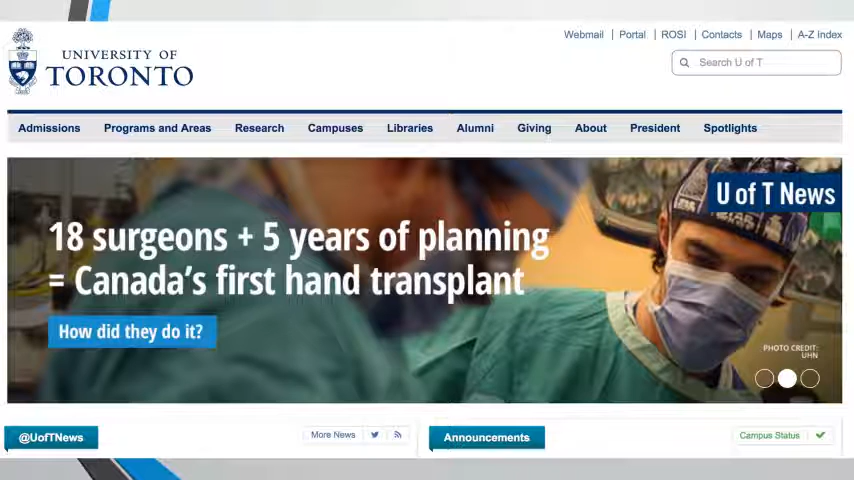 Webmail | Portal | ROSI | Contacts | Maps | A-Z Index
UNIVERSITY OF
TORONTO
Search U of T
Admissions Programs and Areas Research Campuses Libraries Alumni Giving About President Spotlights
U of T News
18 surgeons + 5 years of planning
= Canada's first hand transplant
How did they do it?
PHOTO CREDIT:
UHN
@UofTNews More News Announcements Campus Status